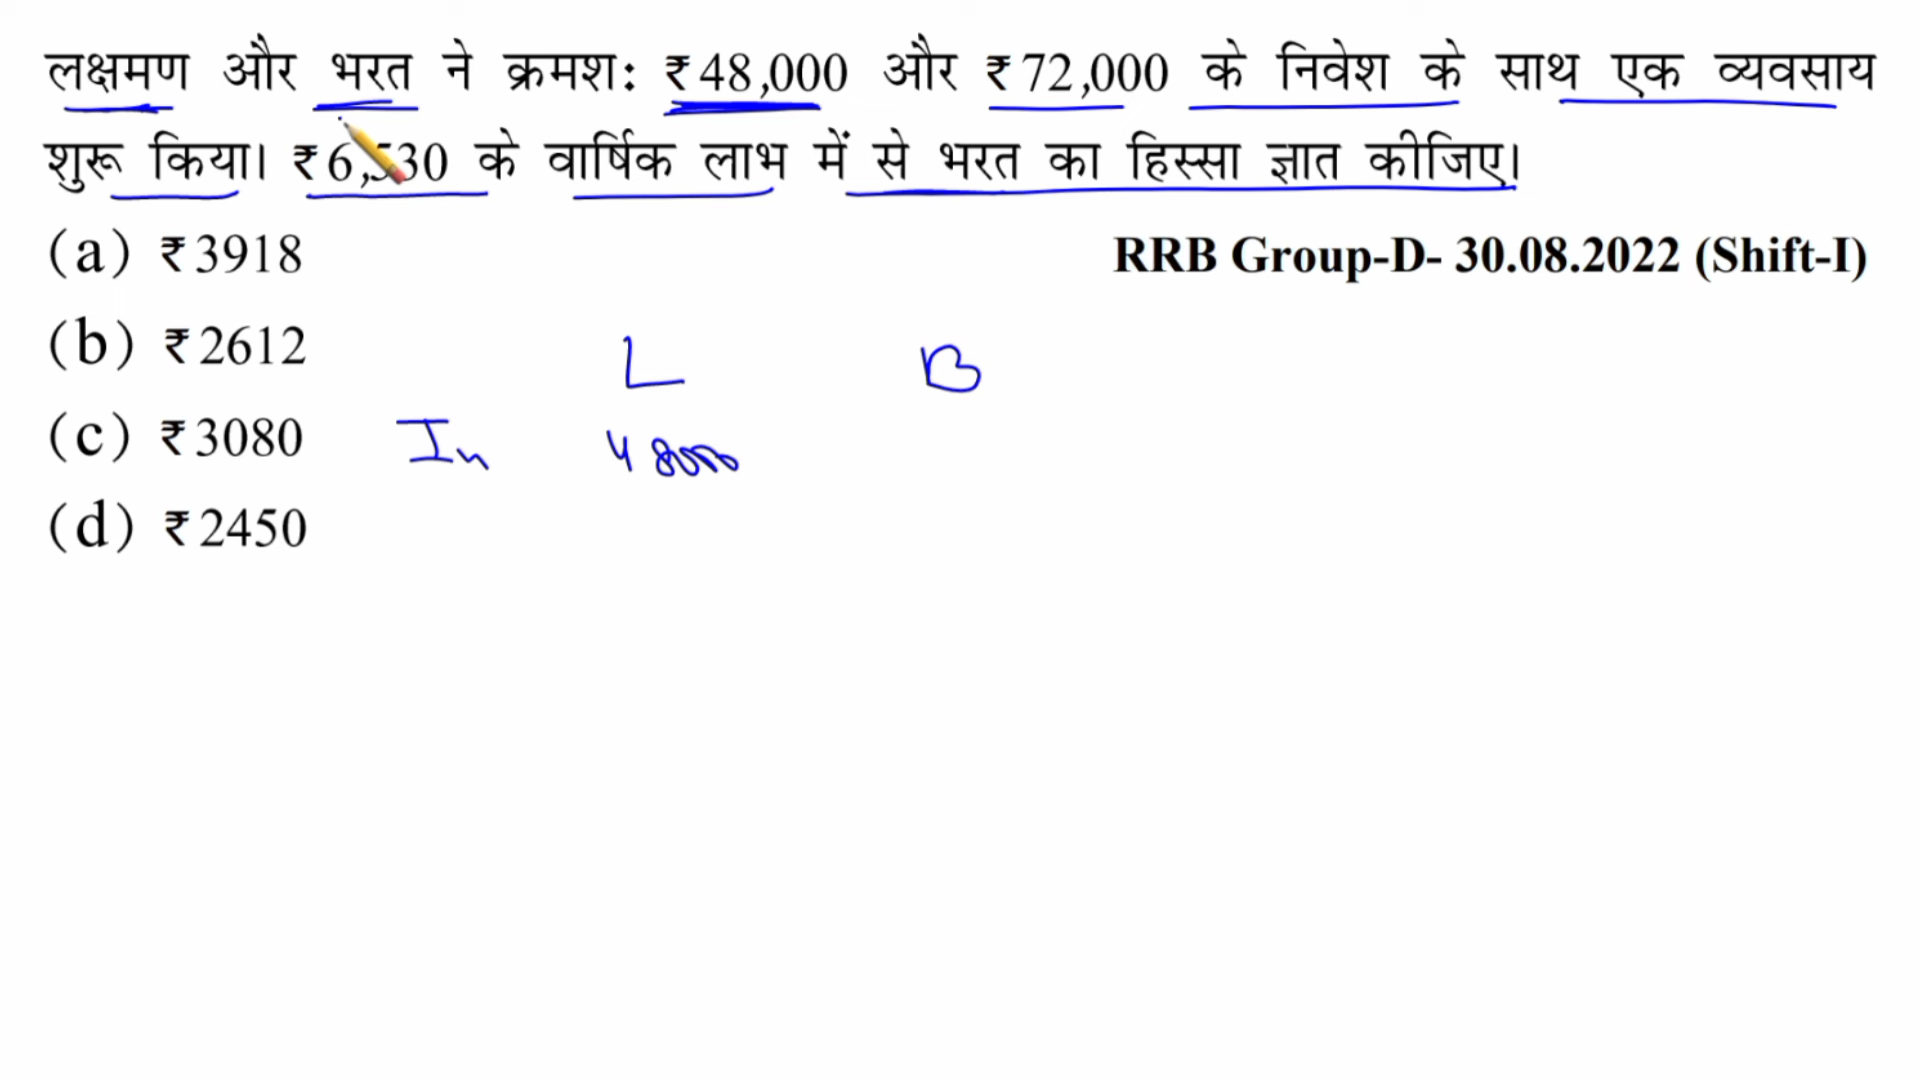 लक्षमण और भरत ने क्रमश: ₹48,000 और ₹72,000 के निवेश के साथ एक व्यवसाय
शुरू किया। ₹6,530 के वार्षिक लाभ में से भरत का हिस्सा ज्ञात कीजिए।
(a) ₹3918
RRB Group-D- 30.08.2022 (Shift-I)
(b) ₹2612
(c) ₹3080
(d) ₹2450
L B
In 48000